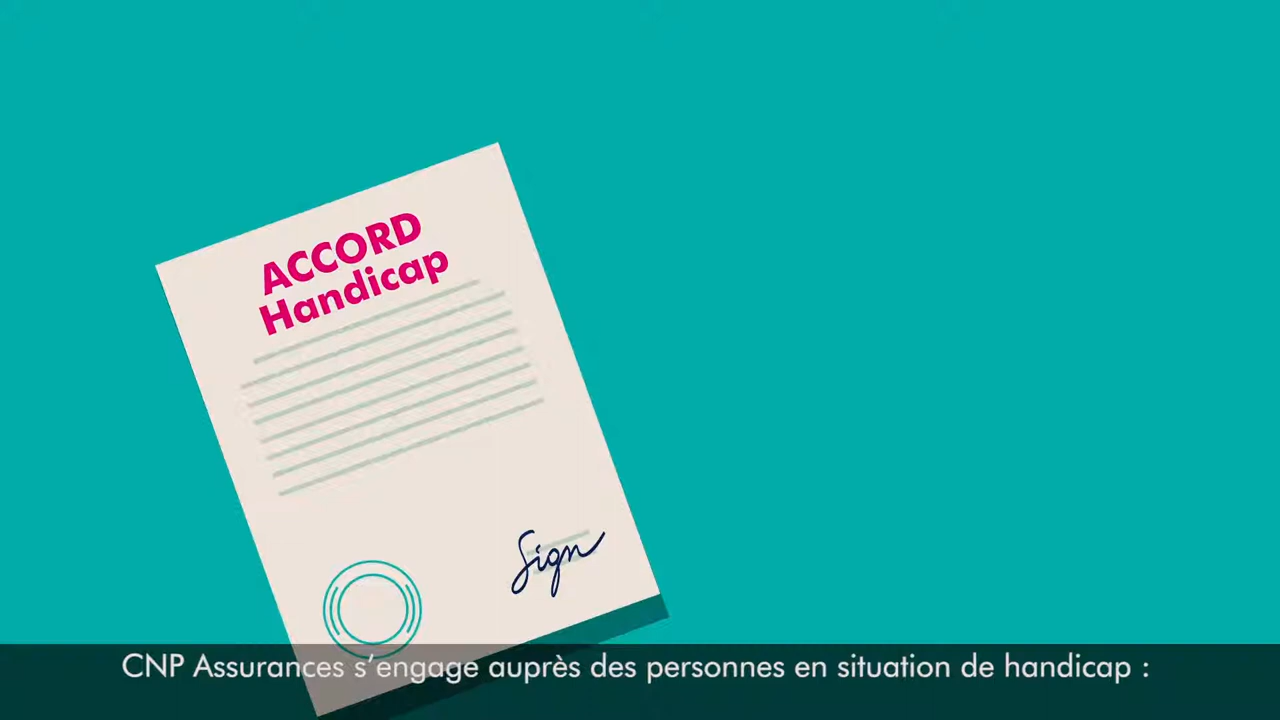 ACCORD
Handicap
Sign
CNP Assurances s’engage auprès des personnes en situation de handicap :